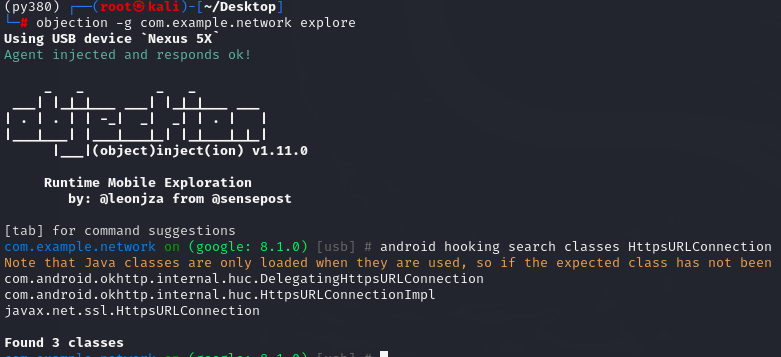 (py380) ┌──(root㉿kali)-[~/Desktop]
└─# objection -g com.example.network explore
Using USB device `Nexus 5X`
Agent injected and responds ok!
|___|(object)inject(ion) v1.11.0
Runtime Mobile Exploration
by: @leonjza from @sensepost
[tab] for command suggestions
com.example.network on (google: 8.1.0) [usb] # android hooking search classes HttpsURLConnection
Note that Java classes are only loaded when they are used, so if the expected class has not been
com.android.okhttp.internal.huc.DelegatingHttpsURLConnection
com.android.okhttp.internal.huc.HttpsURLConnectionImpl
javax.net.ssl.HttpsURLConnection
Found 3 classes
com.example.network on (google: 8.1.0) [usb] #